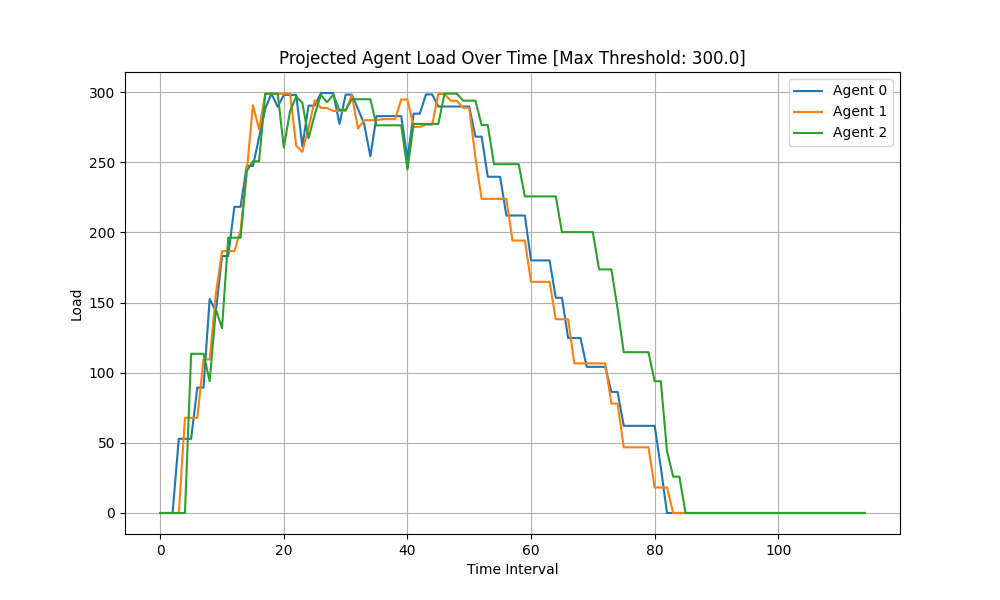 Projected Agent Load Over Time [Max Threshold: 300.0]
Agent 0
Agent 1
Agent 2
Load
300
250
200
150
100
50
0
0 20 40 60 80 100
Time Interval